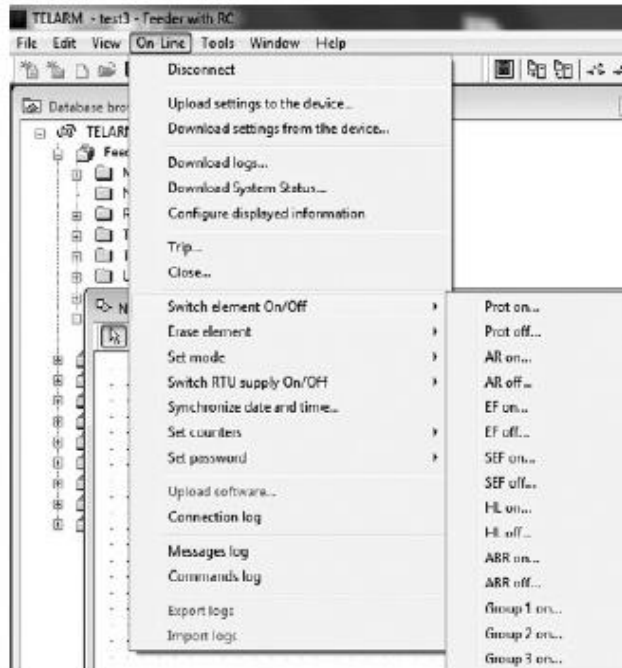 TELARM - test3 - Feeder with RC
File Edit View On-Line Tools Window Help
Disconnect
Database
Upload settings to the device...
TELARM
Download settings from the device...
Download logs...
Download System Status...
Configure displayed information
Trip...
Close...
Switch element On/Off
Erase element
Set mode
Switch RTU supply On/Off
Synchronize date and time...
Set counters
Set password
Upload software...
Connection log
Messages log
Commands log
Export logs
Import logs
Prot on...
Prot off...
AR on...
AR off...
EF on...
EF off...
SEF on...
SEF off...
HL on...
HL off...
ABR on...
ABR off...
Group 1 on...
Group 2 on...
Group 3 on...